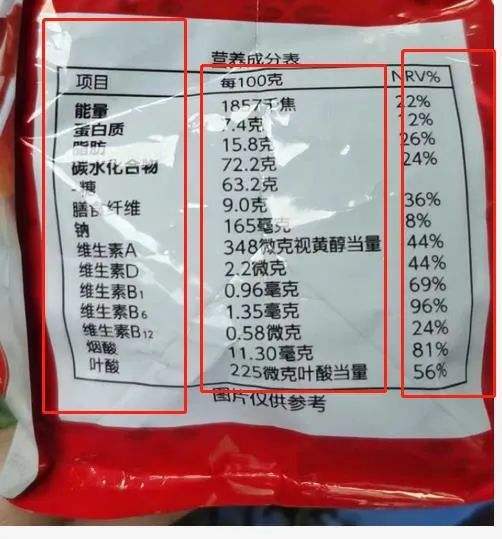 营养成分表
项目 每100克 NRV%
能量 1857千焦 22%
蛋白质 7.4克 12%
脂肪 15.8克 26%
碳水化合物 72.2克 24%
-糖 63.2克
膳食纤维 9.0克 36%
钠 165毫克 8%
维生素A 348微克视黄醇当量 44%
维生素D 2.2微克 44%
维生素B1 0.96毫克 69%
维生素B6 1.35毫克 96%
维生素B12 0.58微克 24%
烟酸 11.30毫克 81%
叶酸 225微克叶酸当量 56%
图片仅供参考